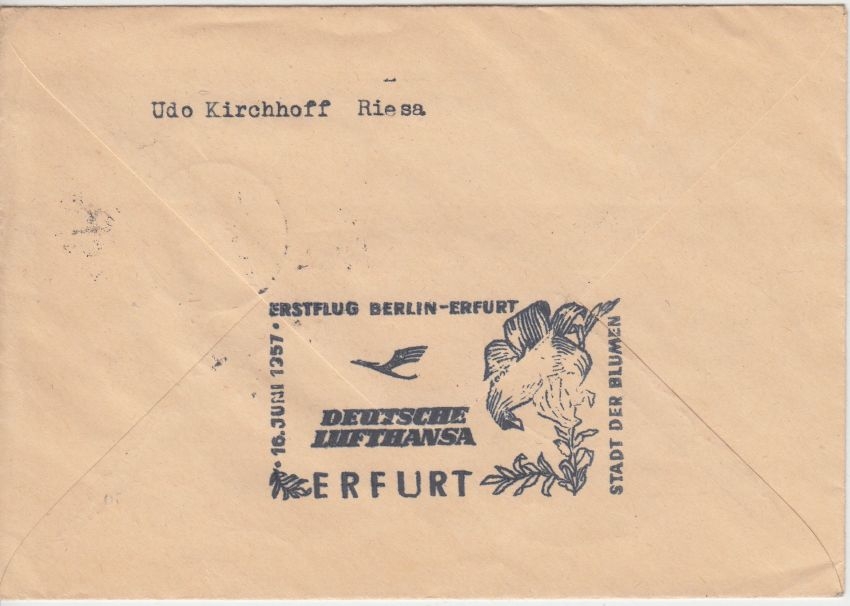 Udo Kirchhoff Riesa
ERSTFLUG BERLIN-ERFURT
• 16. JUNI 1957 •
DEUTSCHE
LUFTHANSA
ERFURT
STADT DER BLUMEN